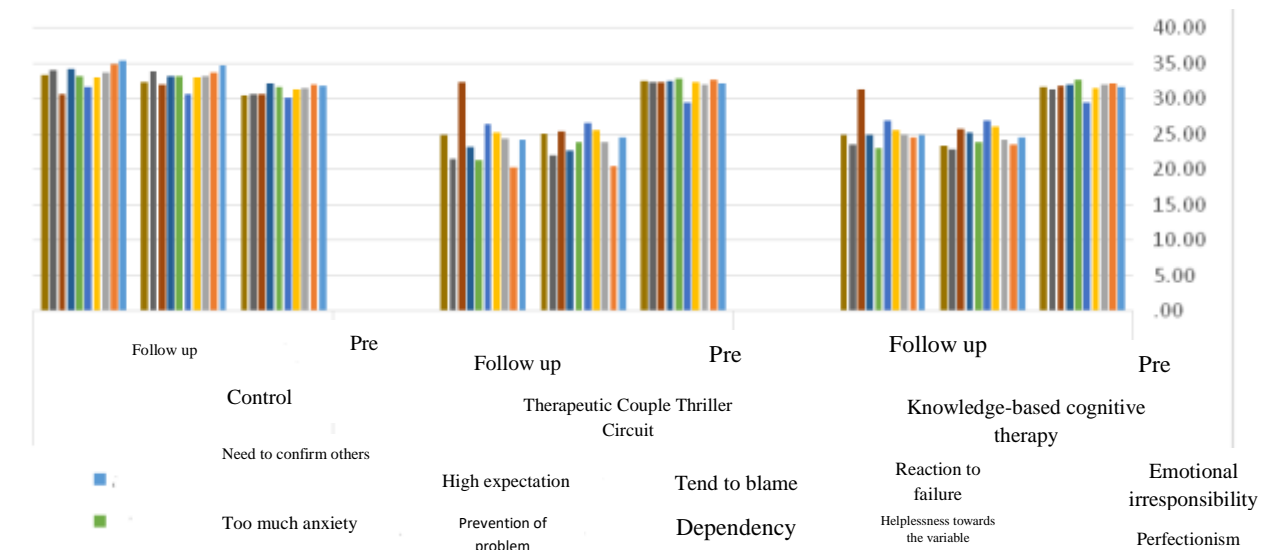 40.00
35.00
30.00
25.00
20.00
15.00
10.00
5.00
.00
Follow up
Pre
Follow up
Pre
Follow up
Pre
Control
Therapeutic Couple Thriller
Circuit
Knowledge-based cognitive
therapy
Need to confirm others
High expectation
Tend to blame
Reaction to
failure
Emotional
irresponsibility
Too much anxiety
Prevention of
problem
Dependency
Helplessness towards
the variable
Perfectionism